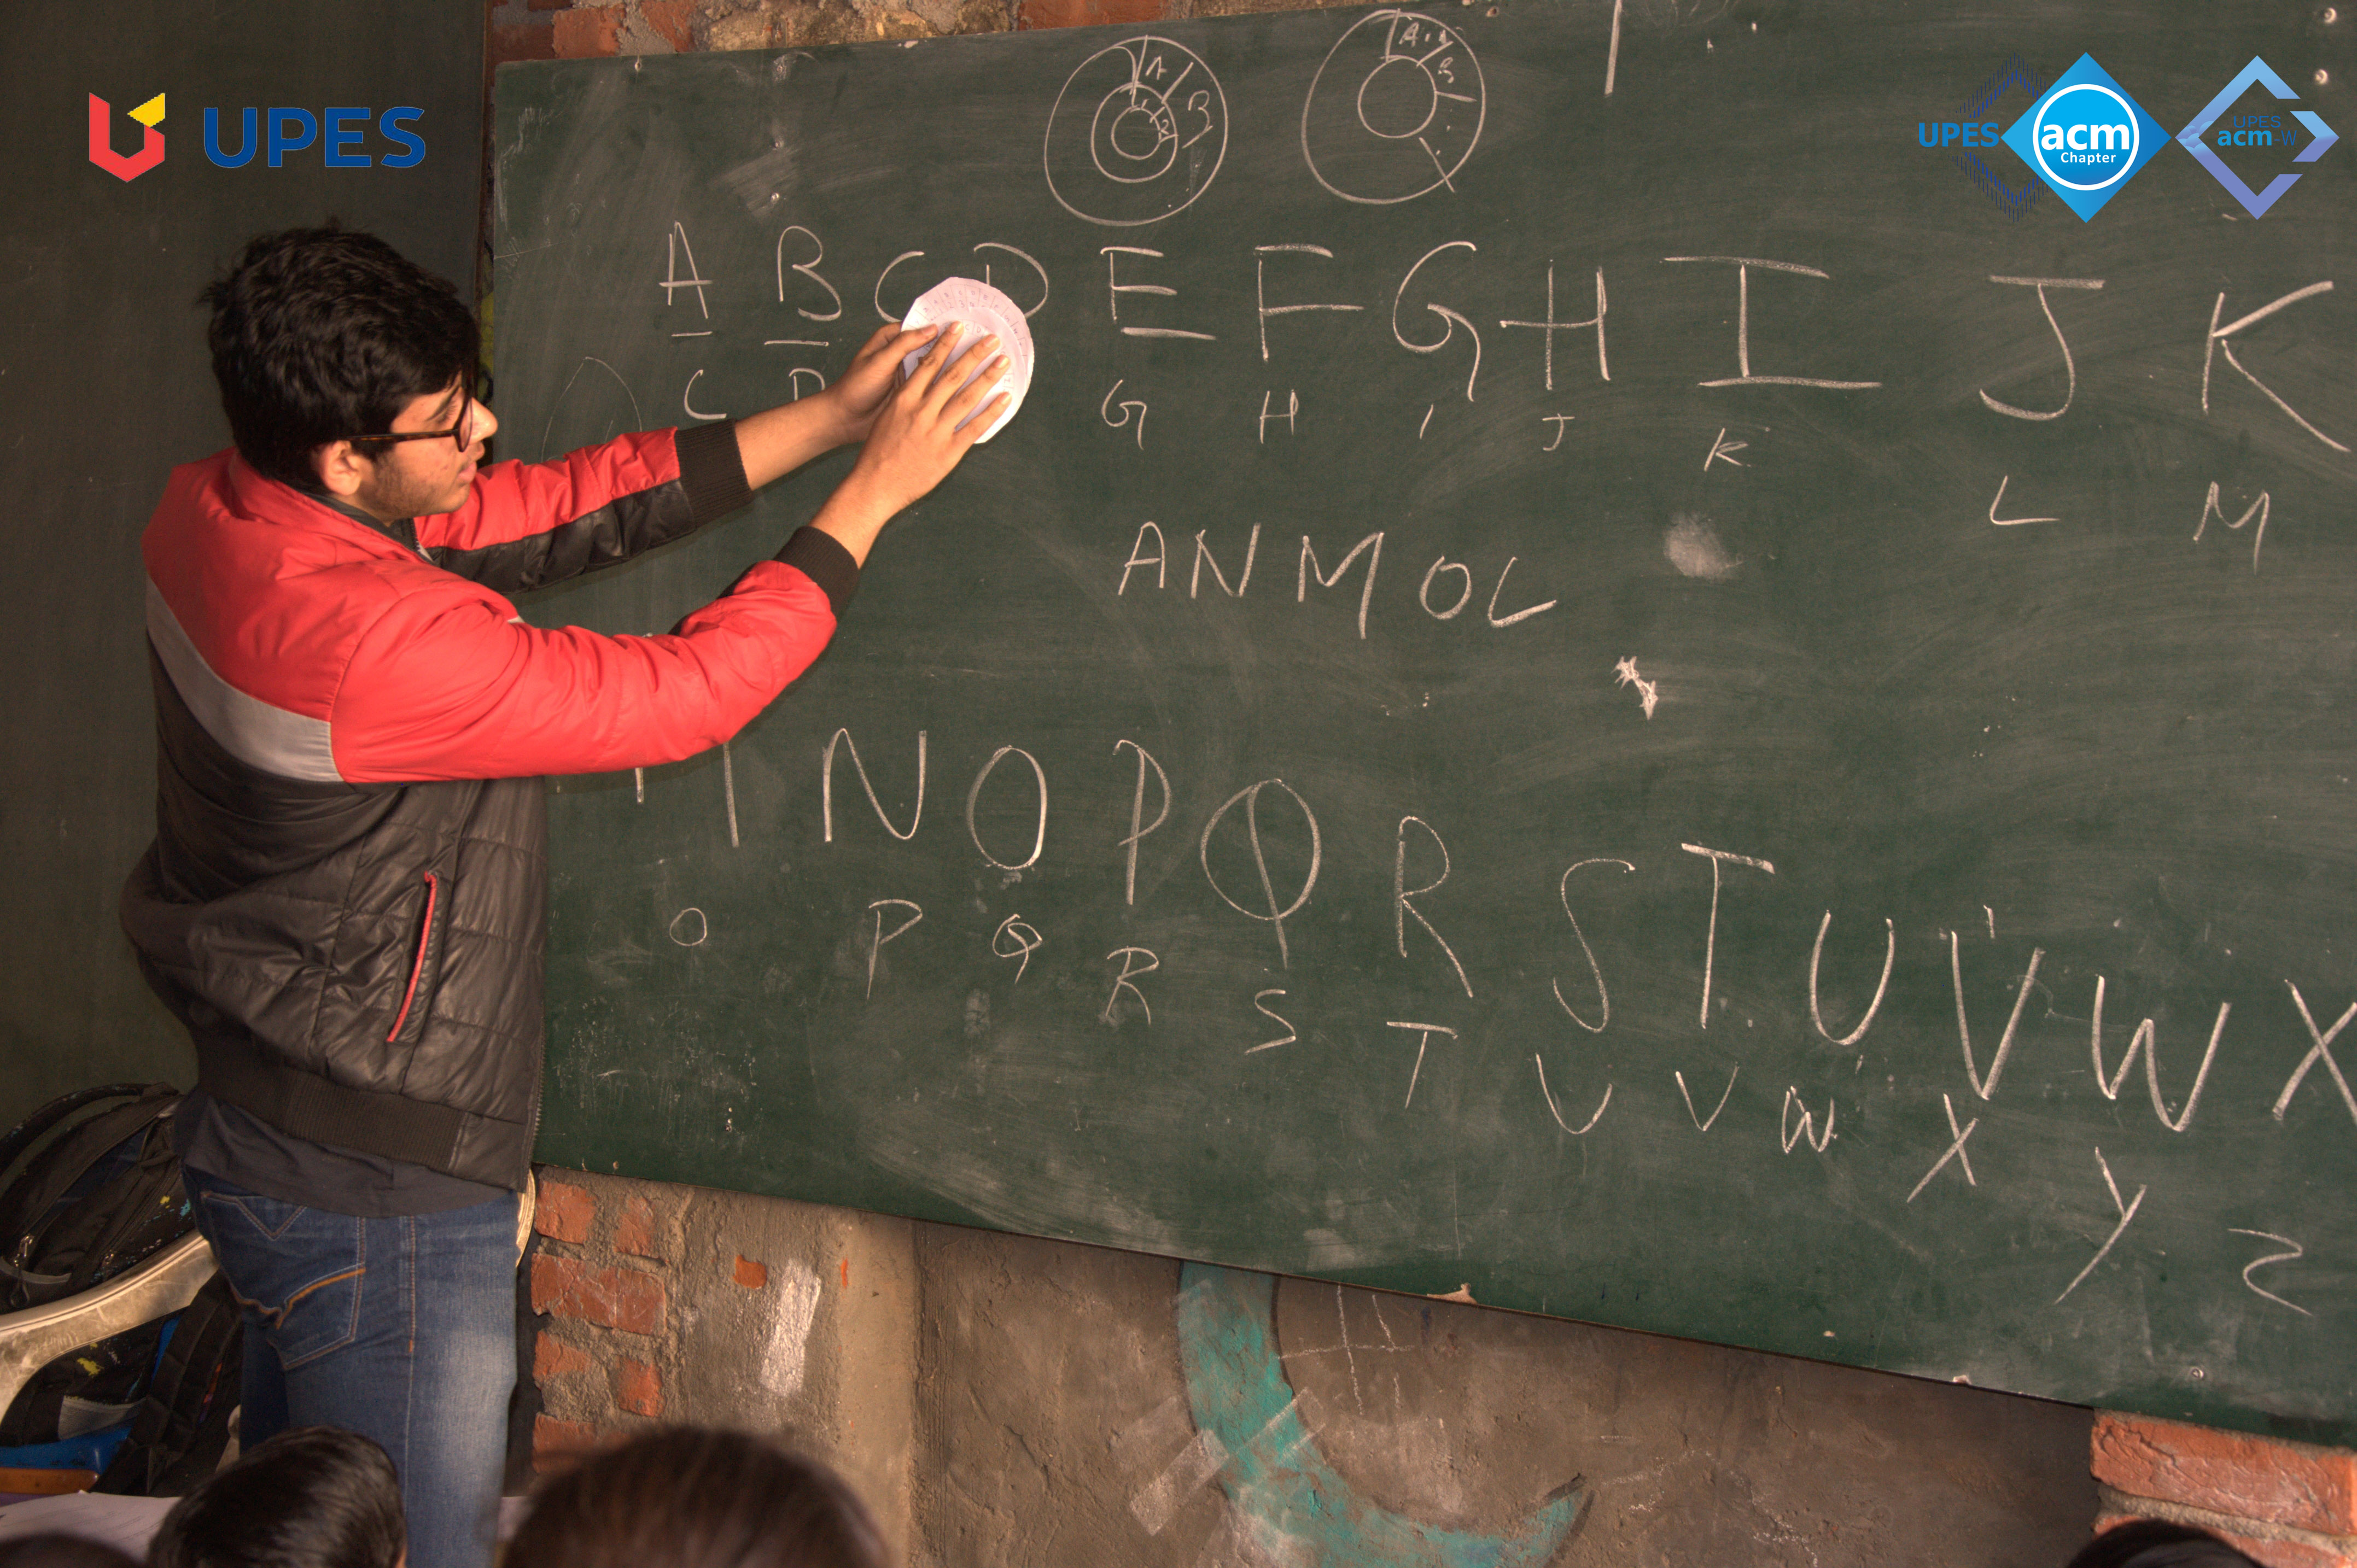 UPES
UPES acm Chapter
UPES acm-W
A B
A B
A B C D E F G H I J K
C D G H I J K L M
ANMOL
N O P Q R S T U V W X
O P Q R S T U V W X Y Z